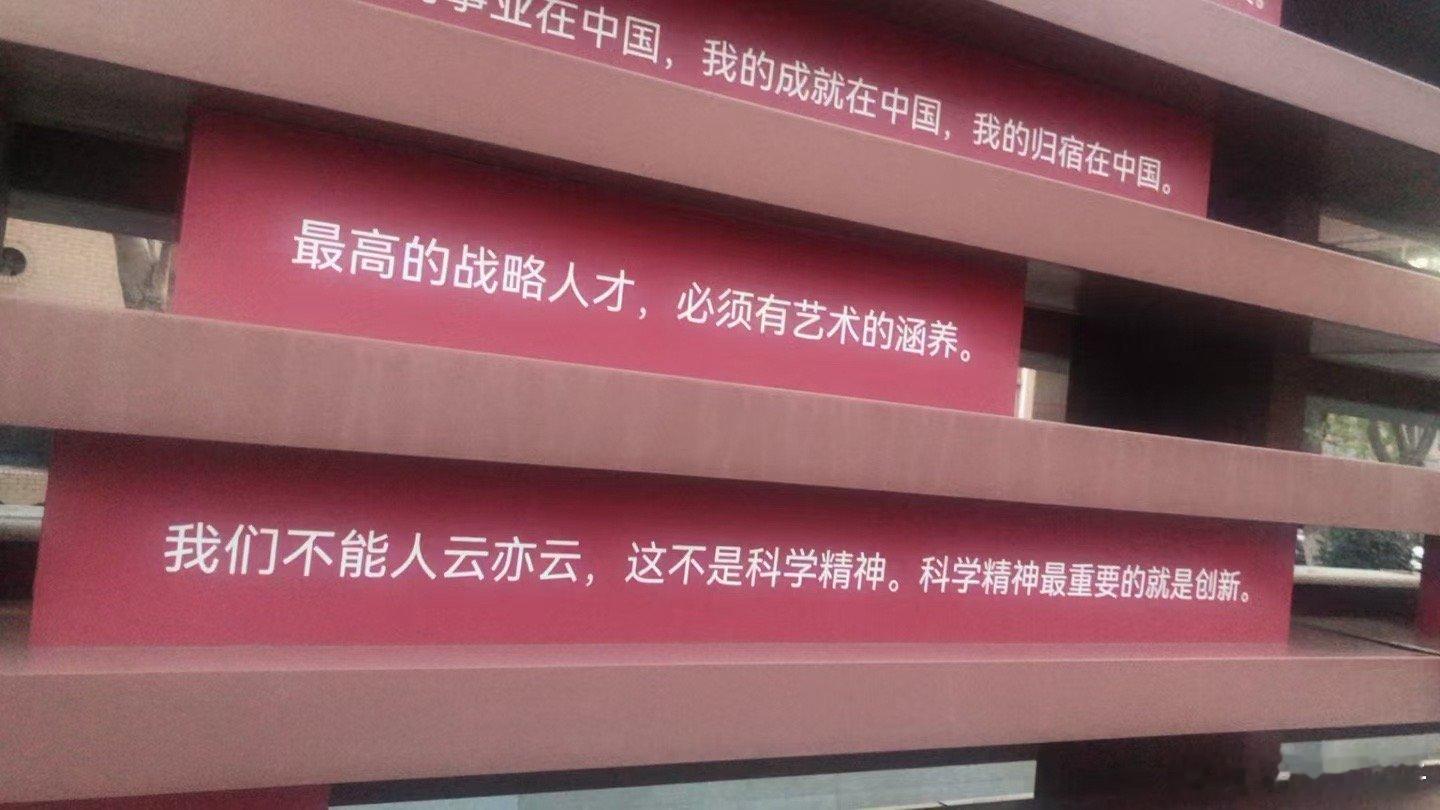 事业在中国，我的成就在中国，我的归宿在中国。
最高的战略人才，必须有艺术的涵养。
我们不能人云亦云，这不是科学精神。科学精神最重要的就是创新。